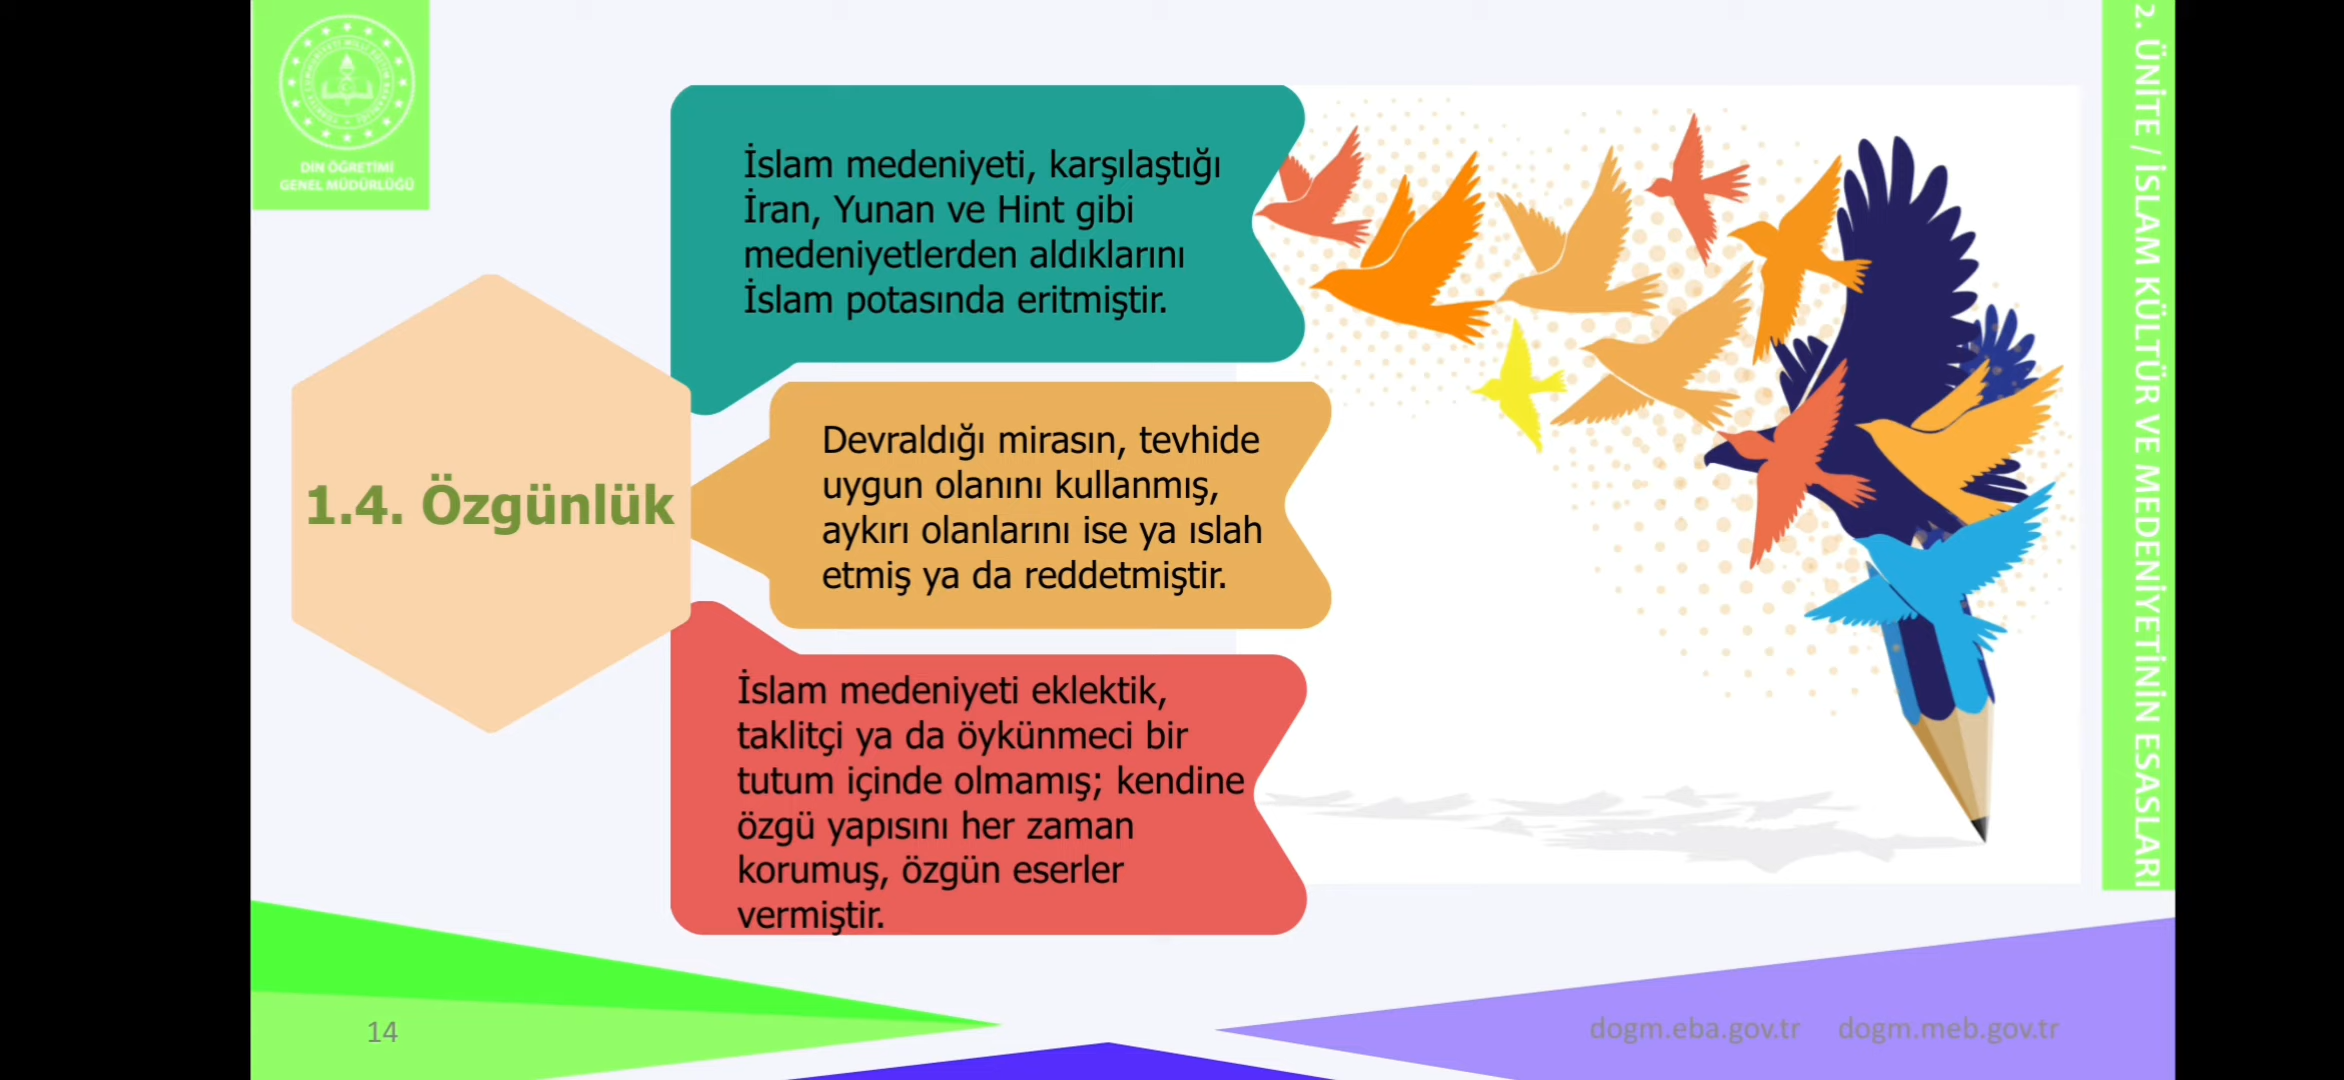 DİN ÖĞRETİMİ
GENEL MÜDÜRLÜĞÜ
2. ÜNİTE / İSLAM KÜLTÜR VE MEDENİYETİNİN ESASLARI
1.4. Özgünlük
İslam medeniyeti, karşılaştığı
İran, Yunan ve Hint gibi
medeniyetlerden aldıklarını
İslam potasında eritmiştir.
Devraldığı mirasın, tevhide
uygun olanını kullanmış,
aykırı olanlarını ise ya ıslah
etmiş ya da reddetmiştir.
İslam medeniyeti eklektik,
taklitçi ya da öykünmeci bir
tutum içinde olmamış; kendine
özgü yapısını her zaman
korumuş, özgün eserler
vermiştir.
14
dogm.eba.gov.tr dogm.meb.gov.tr